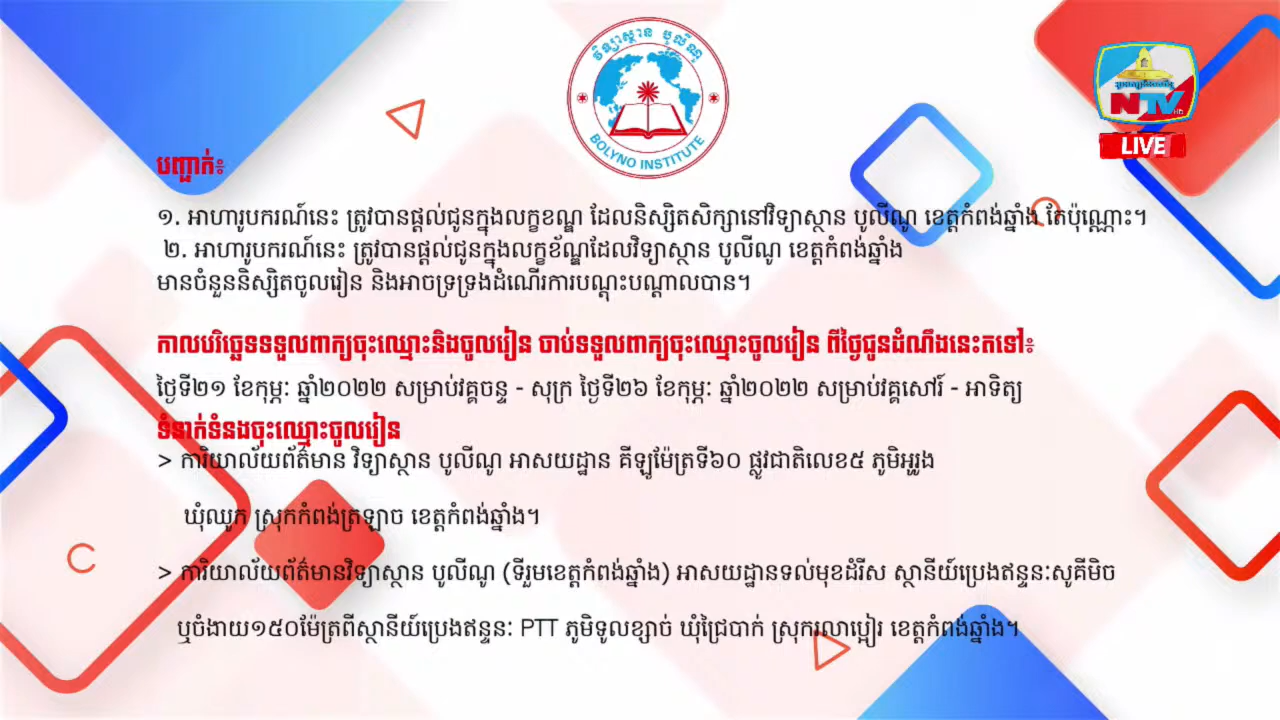 វិទ្យាស្ថាន បូលីណូ
BOLYNO INSTITUTE
NTV
LIVE
បញ្ជាក់៖
១. អាហារូបករណ៍នេះ ត្រូវបានផ្តល់ជូនក្នុងលក្ខខណ្ឌ ដែលនិស្សិតសិក្សានៅវិទ្យាស្ថាន បូលីណូ ខេត្តកំពង់ឆ្នាំង តែប៉ុណ្ណោះ។
២. អាហារូបករណ៍នេះ ត្រូវបានផ្តល់ជូនក្នុងលក្ខខ័ណ្ឌដែលវិទ្យាស្ថាន បូលីណូ ខេត្តកំពង់ឆ្នាំង
មានចំនួននិស្សិតចូលរៀន និងអាចទ្រទ្រងដំណើរការបណ្តុះបណ្តាលបាន។
កាលបរិច្ឆេទទទួលពាក្យចុះឈ្មោះនិងចូលរៀន ចាប់ទទួលពាក្យចុះឈ្មោះចូលរៀន ពីថ្ងៃជូនដំណឹងនេះតទៅ៖
ថ្ងៃទី២១ ខែកុម្ភៈ ឆ្នាំ២០២២ សម្រាប់វគ្គចន្ទ - សុក្រ ថ្ងៃទី២៦ ខែកុម្ភៈ ឆ្នាំ២០២២ សម្រាប់វគ្គសៅរ៍ - អាទិត្យ
ទំនាក់ទំនងចុះឈ្មោះចូលរៀន
> ការិយាល័យព័ត៌មាន វិទ្យាស្ថាន បូលីណូ អាសយដ្ឋាន គីឡូម៉ែត្រទី៦០ ផ្លូវជាតិលេខ៥ ភូមិអូរូង
ឃុំឈូក ស្រុកកំពង់ត្រឡាច ខេត្តកំពង់ឆ្នាំង។
> ការិយាល័យព័ត៌មានវិទ្យាស្ថាន បូលីណូ (ទីរួមខេត្តកំពង់ឆ្នាំង) អាសយដ្ឋានទល់មុខដំរីស ស្ថានីយ៍ប្រេងឥន្ទនៈសូគីមិច
ឬចំងាយ១៥០ម៉ែត្រពីស្ថានីយ៍ប្រេងឥន្ទនៈ PTT ភូមិទូលខ្សាច់ ឃុំជ្រៃបាក់ ស្រុករលាប្អៀរ ខេត្តកំពង់ឆ្នាំង។